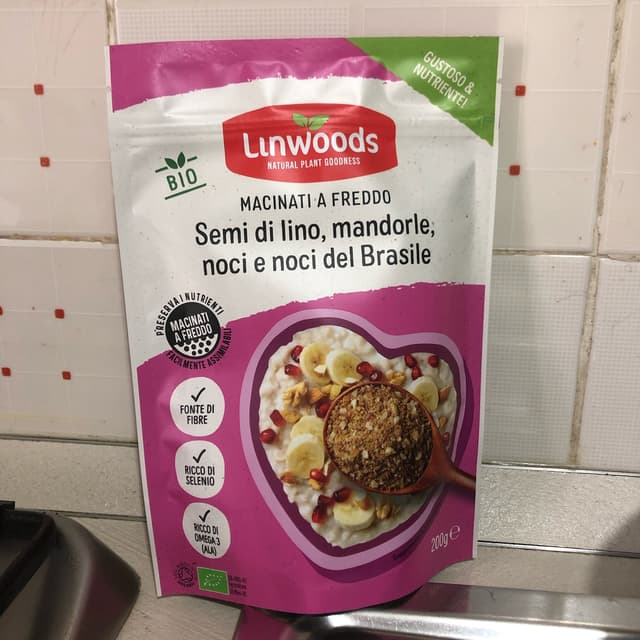 GUSTOSO &
NUTRIENTE!
Linwoods
NATURAL PLANT GOODNESS
BIO
MACINATI A FREDDO
Semi di lino, mandorle,
noci e noci del Brasile
PRESERVA I NUTRIENTI
MACINATI
A FREDDO
FACILMENTE ASSIMILABILI
FONTE DI
FIBRE
RICCO DI
SELENIO
RICCO DI
OMEGA 3
(ALA)
200g e